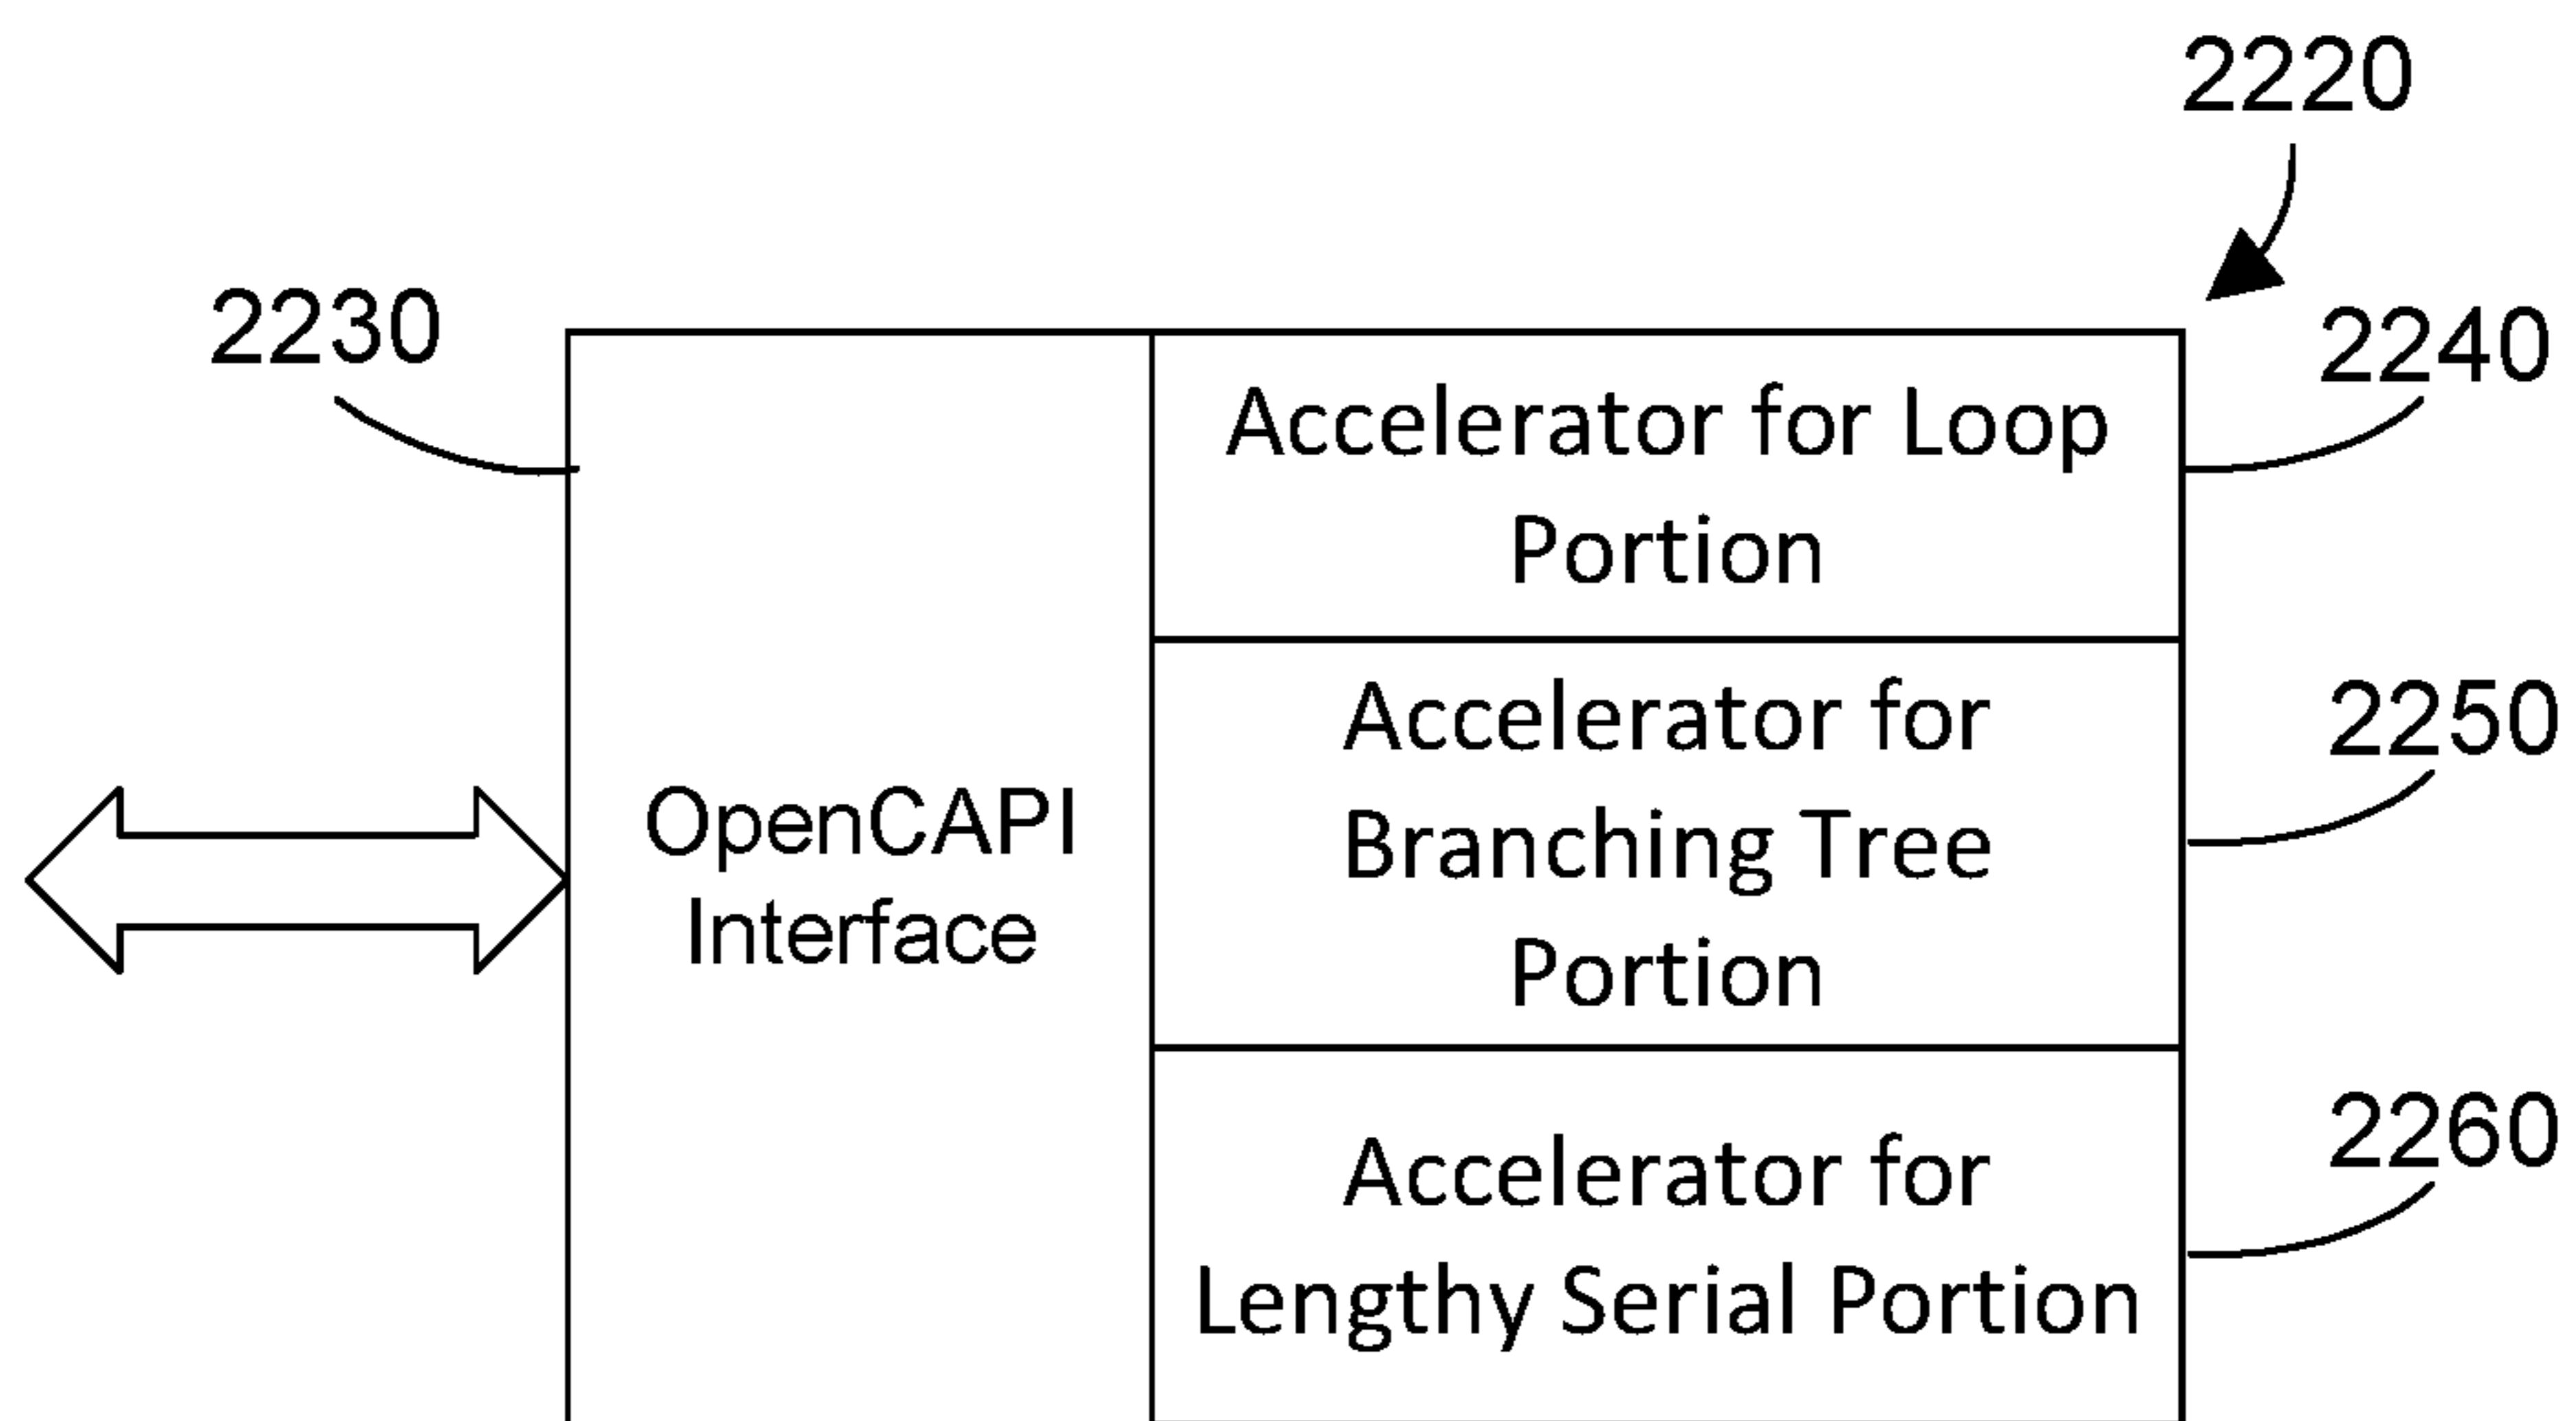 2220
2230
2240
Accelerator for Loop
Portion
2250
Accelerator for
Branching Tree
Portion
OpenCAPI
Interface
2260
Accelerator for
Lengthy Serial Portion